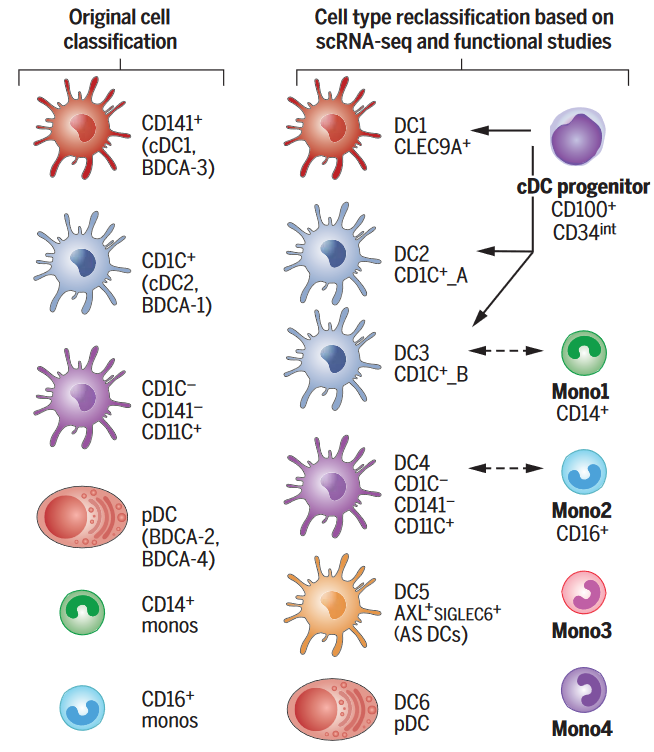 Original cell
classification
Cell type reclassification based on
scRNA-seq and functional studies
CD141⁺
(cDC1,
BDCA-3)
CD1C⁺
(cDC2,
BDCA-1)
CD1C⁻
CD141⁻
CD11C⁺
pDC
(BDCA-2,
BDCA-4)
CD14⁺
monos
CD16⁺
monos
DC1
CLEC9A⁺
DC2
CD1C⁺_A
DC3
CD1C⁺_B
DC4
CD1C⁻
CD141⁻
CD11C⁺
DC5
AXL⁺SIGLEC6⁺
(AS DCs)
DC6
pDC
cDC progenitor
CD100⁺
CD34ⁱⁿᵗ
Mono1
CD14⁺
Mono2
CD16⁺
Mono3
Mono4